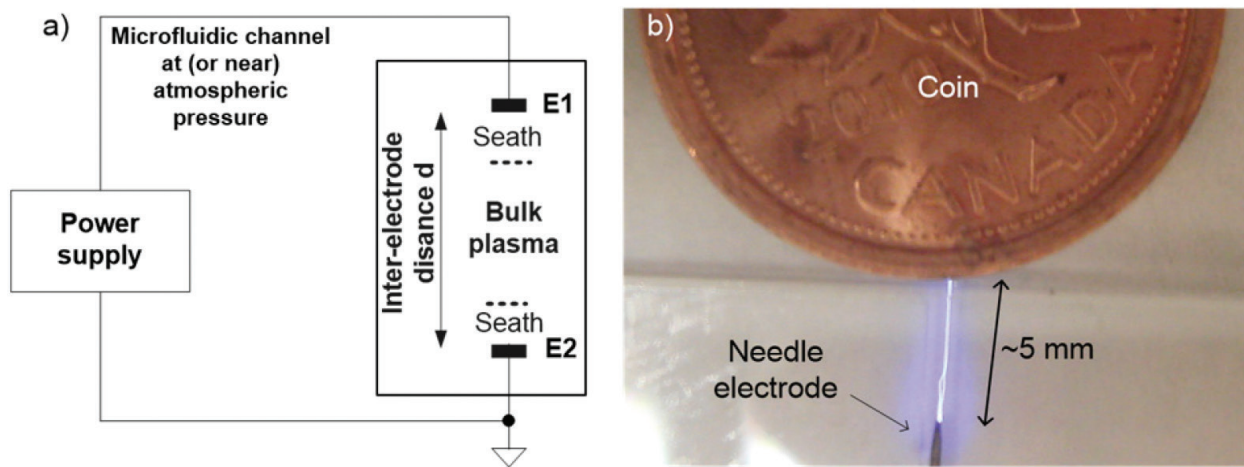 a)
Microfluidic channel
at (or near)
atmospheric
pressure
Power
supply
Inter-electrode
disance d
E1
Seath
Bulk
plasma
Seath
E2
b)
Coin
CANADA
~5 mm
Needle
electrode